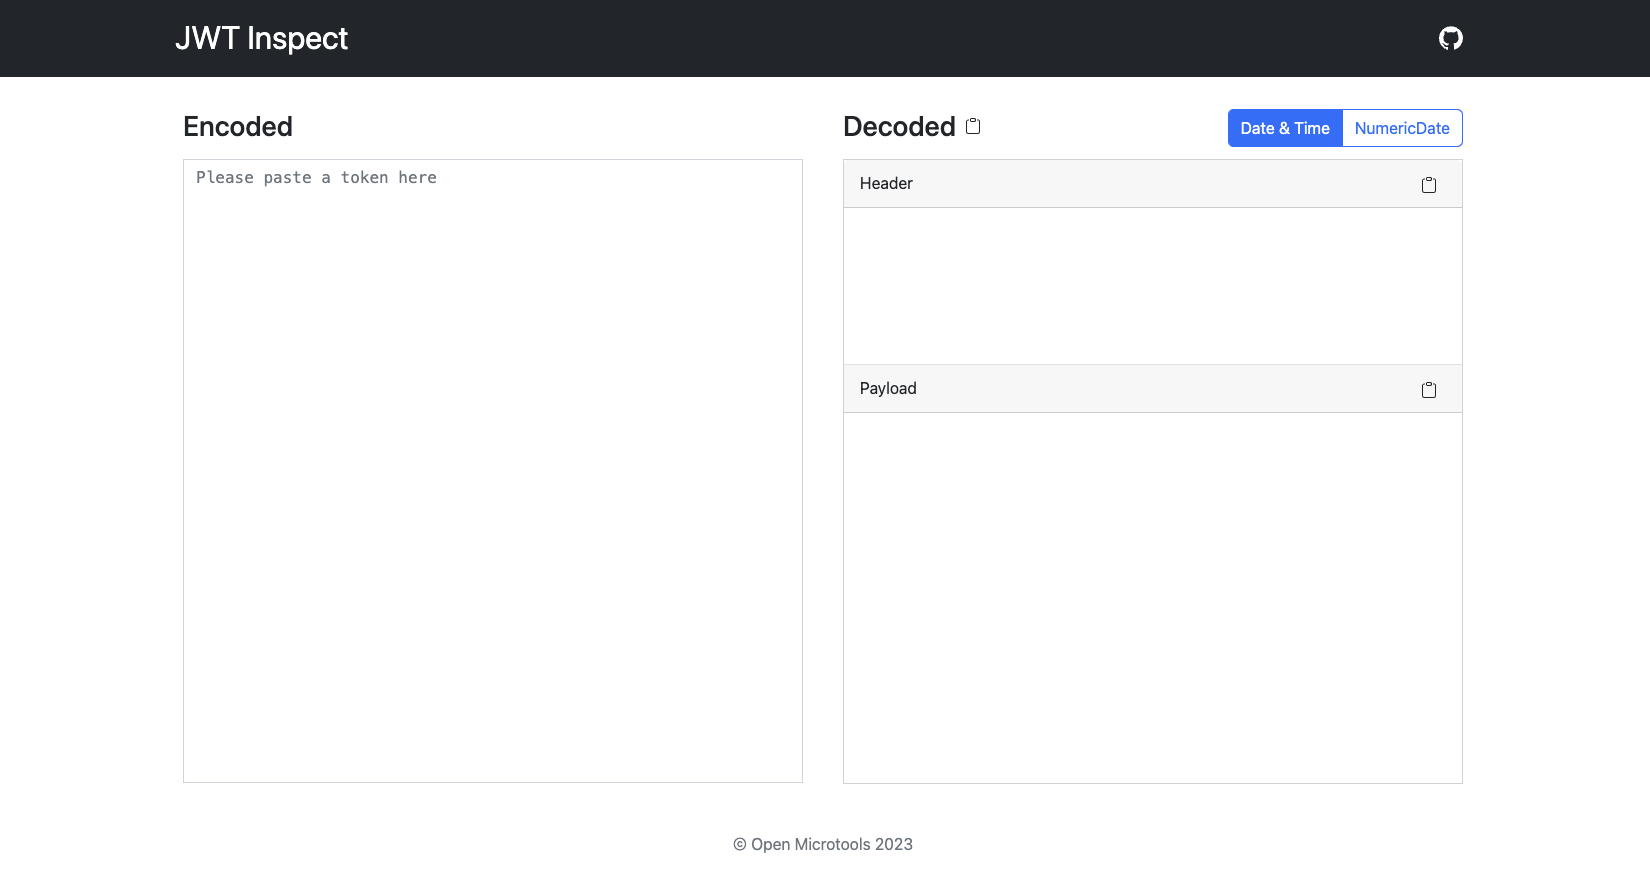 JWT Inspect
Encoded
Please paste a token here
Decoded
Date & Time
NumericDate
Header
Payload
© Open Microtools 2023